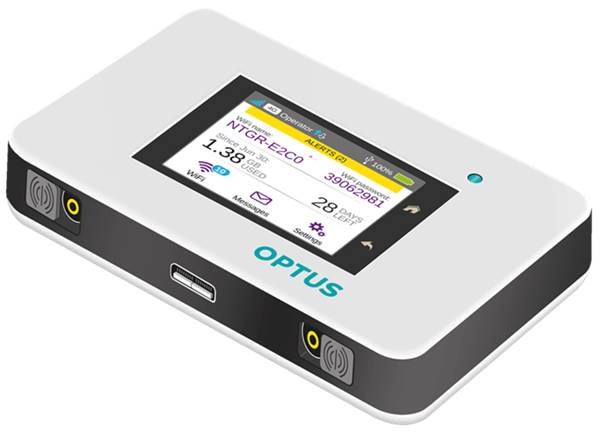 4G Operator 100%
ALERTS (2)
WiFi name: WiFi password:
NTGR-E2C0 39062981
Since Jun 30:
1.38 GB USED 28 DAYS LEFT
10
WiFi Messages Settings
OPTUS